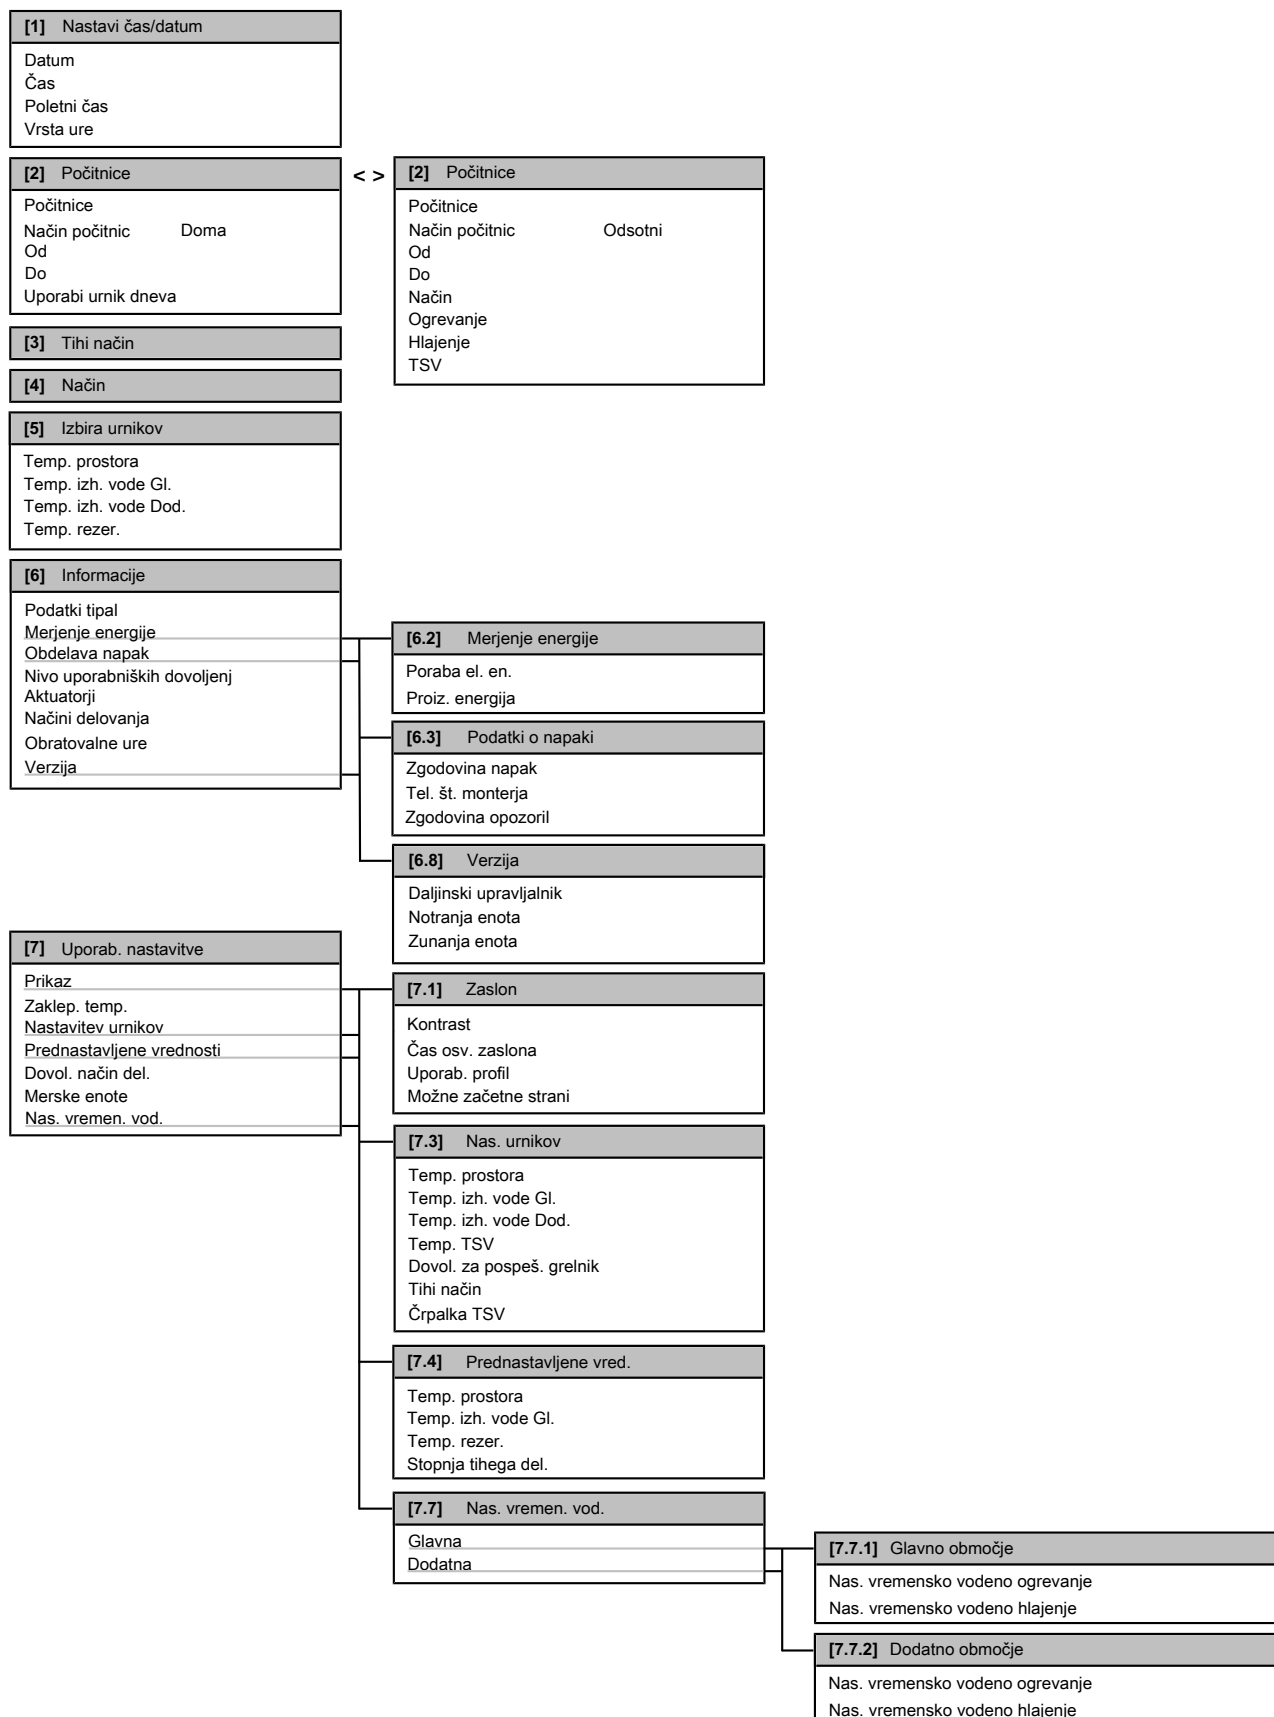 [1] Nastavi čas/datum
Datum
Čas
Poletni čas
Vrsta ure
[2] Počitnice
Počitnice
Način počitnic Doma
Od
Do
Uporabi urnik dneva
< >
[2] Počitnice
Počitnice
Način počitnic Odsotni
Od
Do
Način
Ogrevanje
Hlajenje
TSV
[3] Tihi način
[4] Način
[5] Izbira urnikov
Temp. prostora
Temp. izh. vode Gl.
Temp. izh. vode Dod.
Temp. rezer.
[6] Informacije
Podatki tipal
Merjenje energije
Obdelava napak
Nivo uporabniških dovoljenj
Aktuatorji
Načini delovanja
Obratovalne ure
Verzija
[6.2] Merjenje energije
Poraba el. en.
Proiz. energija
[6.3] Podatki o napaki
Zgodovina napak
Tel. št. monterja
Zgodovina opozoril
[6.8] Verzija
Daljinski upravljalnik
Notranja enota
Zunanja enota
[7] Uporab. nastavitve
Prikaz
Zaklep. temp.
Nastavitev urnikov
Prednastavljene vrednosti
Dovol. način del.
Merske enote
Nas. vremen. vod.
[7.1] Zaslon
Kontrast
Čas osv. zaslona
Uporab. profil
Možne začetne strani
[7.3] Nas. urnikov
Temp. prostora
Temp. izh. vode Gl.
Temp. izh. vode Dod.
Temp. TSV
Dovol. za pospeš. grelnik
Tihi način
Črpalka TSV
[7.4] Prednastavljene vred.
Temp. prostora
Temp. izh. vode Gl.
Temp. rezer.
Stopnja tihega del.
[7.7] Nas. vremen. vod.
Glavna
Dodatna
[7.7.1] Glavno območje
Nas. vremensko vodeno ogrevanje
Nas. vremensko vodeno hlajenje
[7.7.2] Dodatno območje
Nas. vremensko vodeno ogrevanje
Nas. vremensko vodeno hlajenje